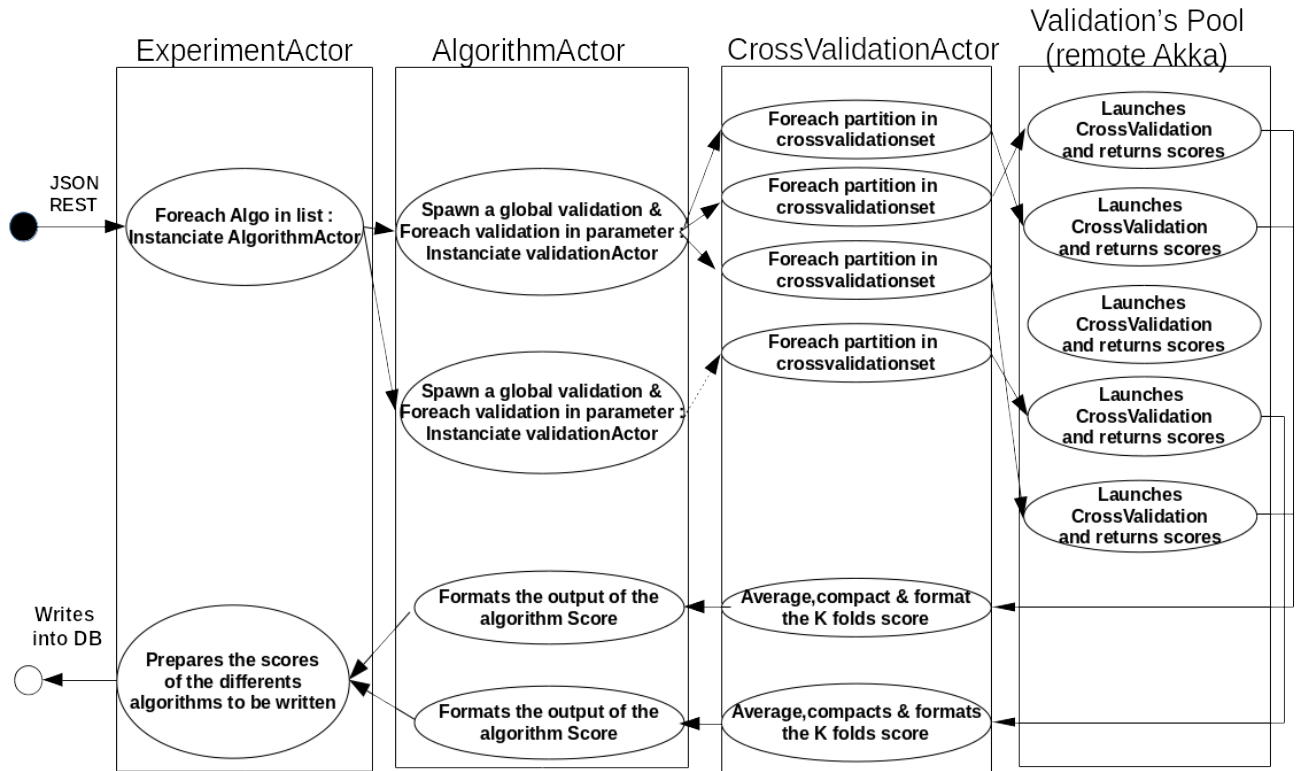 ExperimentActor
AlgorithmActor
CrossValidationActor
Validation's Pool
(remote Akka)
JSON
REST
Foreach Algo in list :
Instanciate AlgorithmActor
Spawn a global validation &
Foreach validation in parameter :
Instanciate validationActor
Spawn a global validation &
Foreach validation in parameter :
Instanciate validationActor
Foreach partition in
crossvalidationset
Foreach partition in
crossvalidationset
Foreach partition in
crossvalidationset
Foreach partition in
crossvalidationset
Launches
CrossValidation
and returns scores
Launches
CrossValidation
and returns scores
Launches
CrossValidation
and returns scores
Launches
CrossValidation
and returns scores
Launches
CrossValidation
and returns scores
Average,compact & format
the K folds score
Average,compacts & formats
the K folds score
Formats the output of the
algorithm Score
Formats the output of the
algorithm Score
Prepares the scores
of the differents
algorithms to be written
Writes
into DB